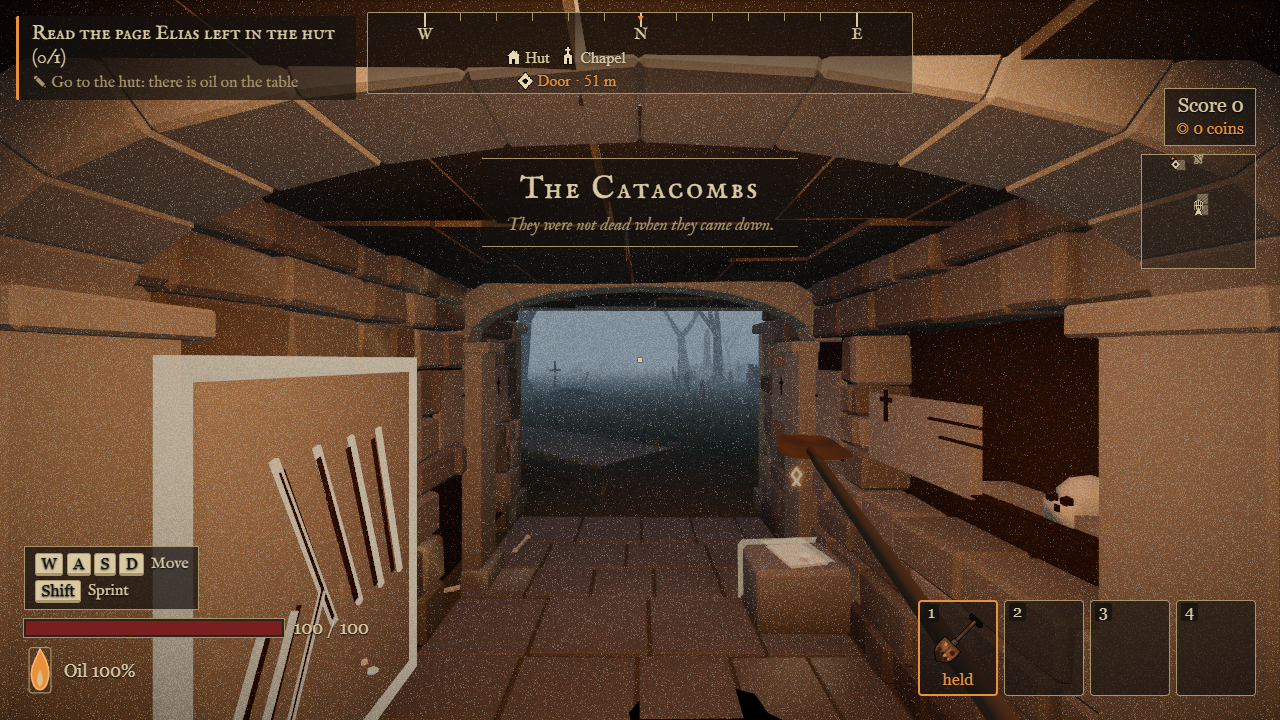 Read the page Elias left in the hut
(0/1)
Go to the hut: there is oil on the table
W N E
Hut Chapel
Door · 51 m
Score 0
0 coins
The Catacombs
They were not dead when they came down.
W A S D Move
Shift Sprint
100 / 100
Oil 100%
1 2 3 4
held